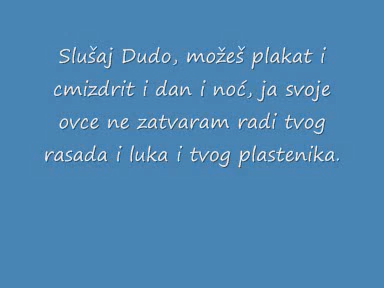 Slušaj Dudo, možeš plakat i
cmizdrit i dan i noć, ja svoje
ovce ne zatvaram radi tvog
rasada i luka i tvog plastenika.